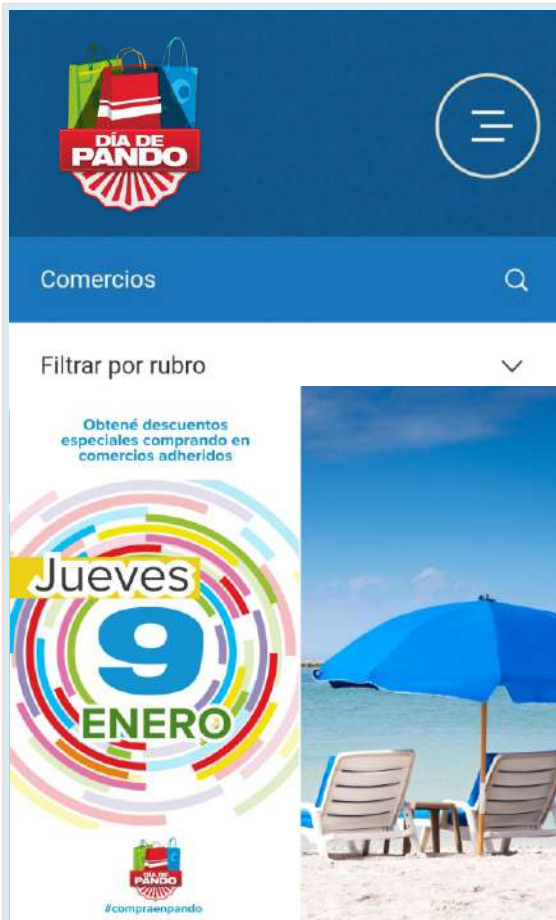 DÍA DE
PANDO
Comercios
Filtrar por rubro
Obtené descuentos
especiales comprando en
comercios adheridos
Jueves
9
ENERO
DÍA DE
PANDO
#compraenpando